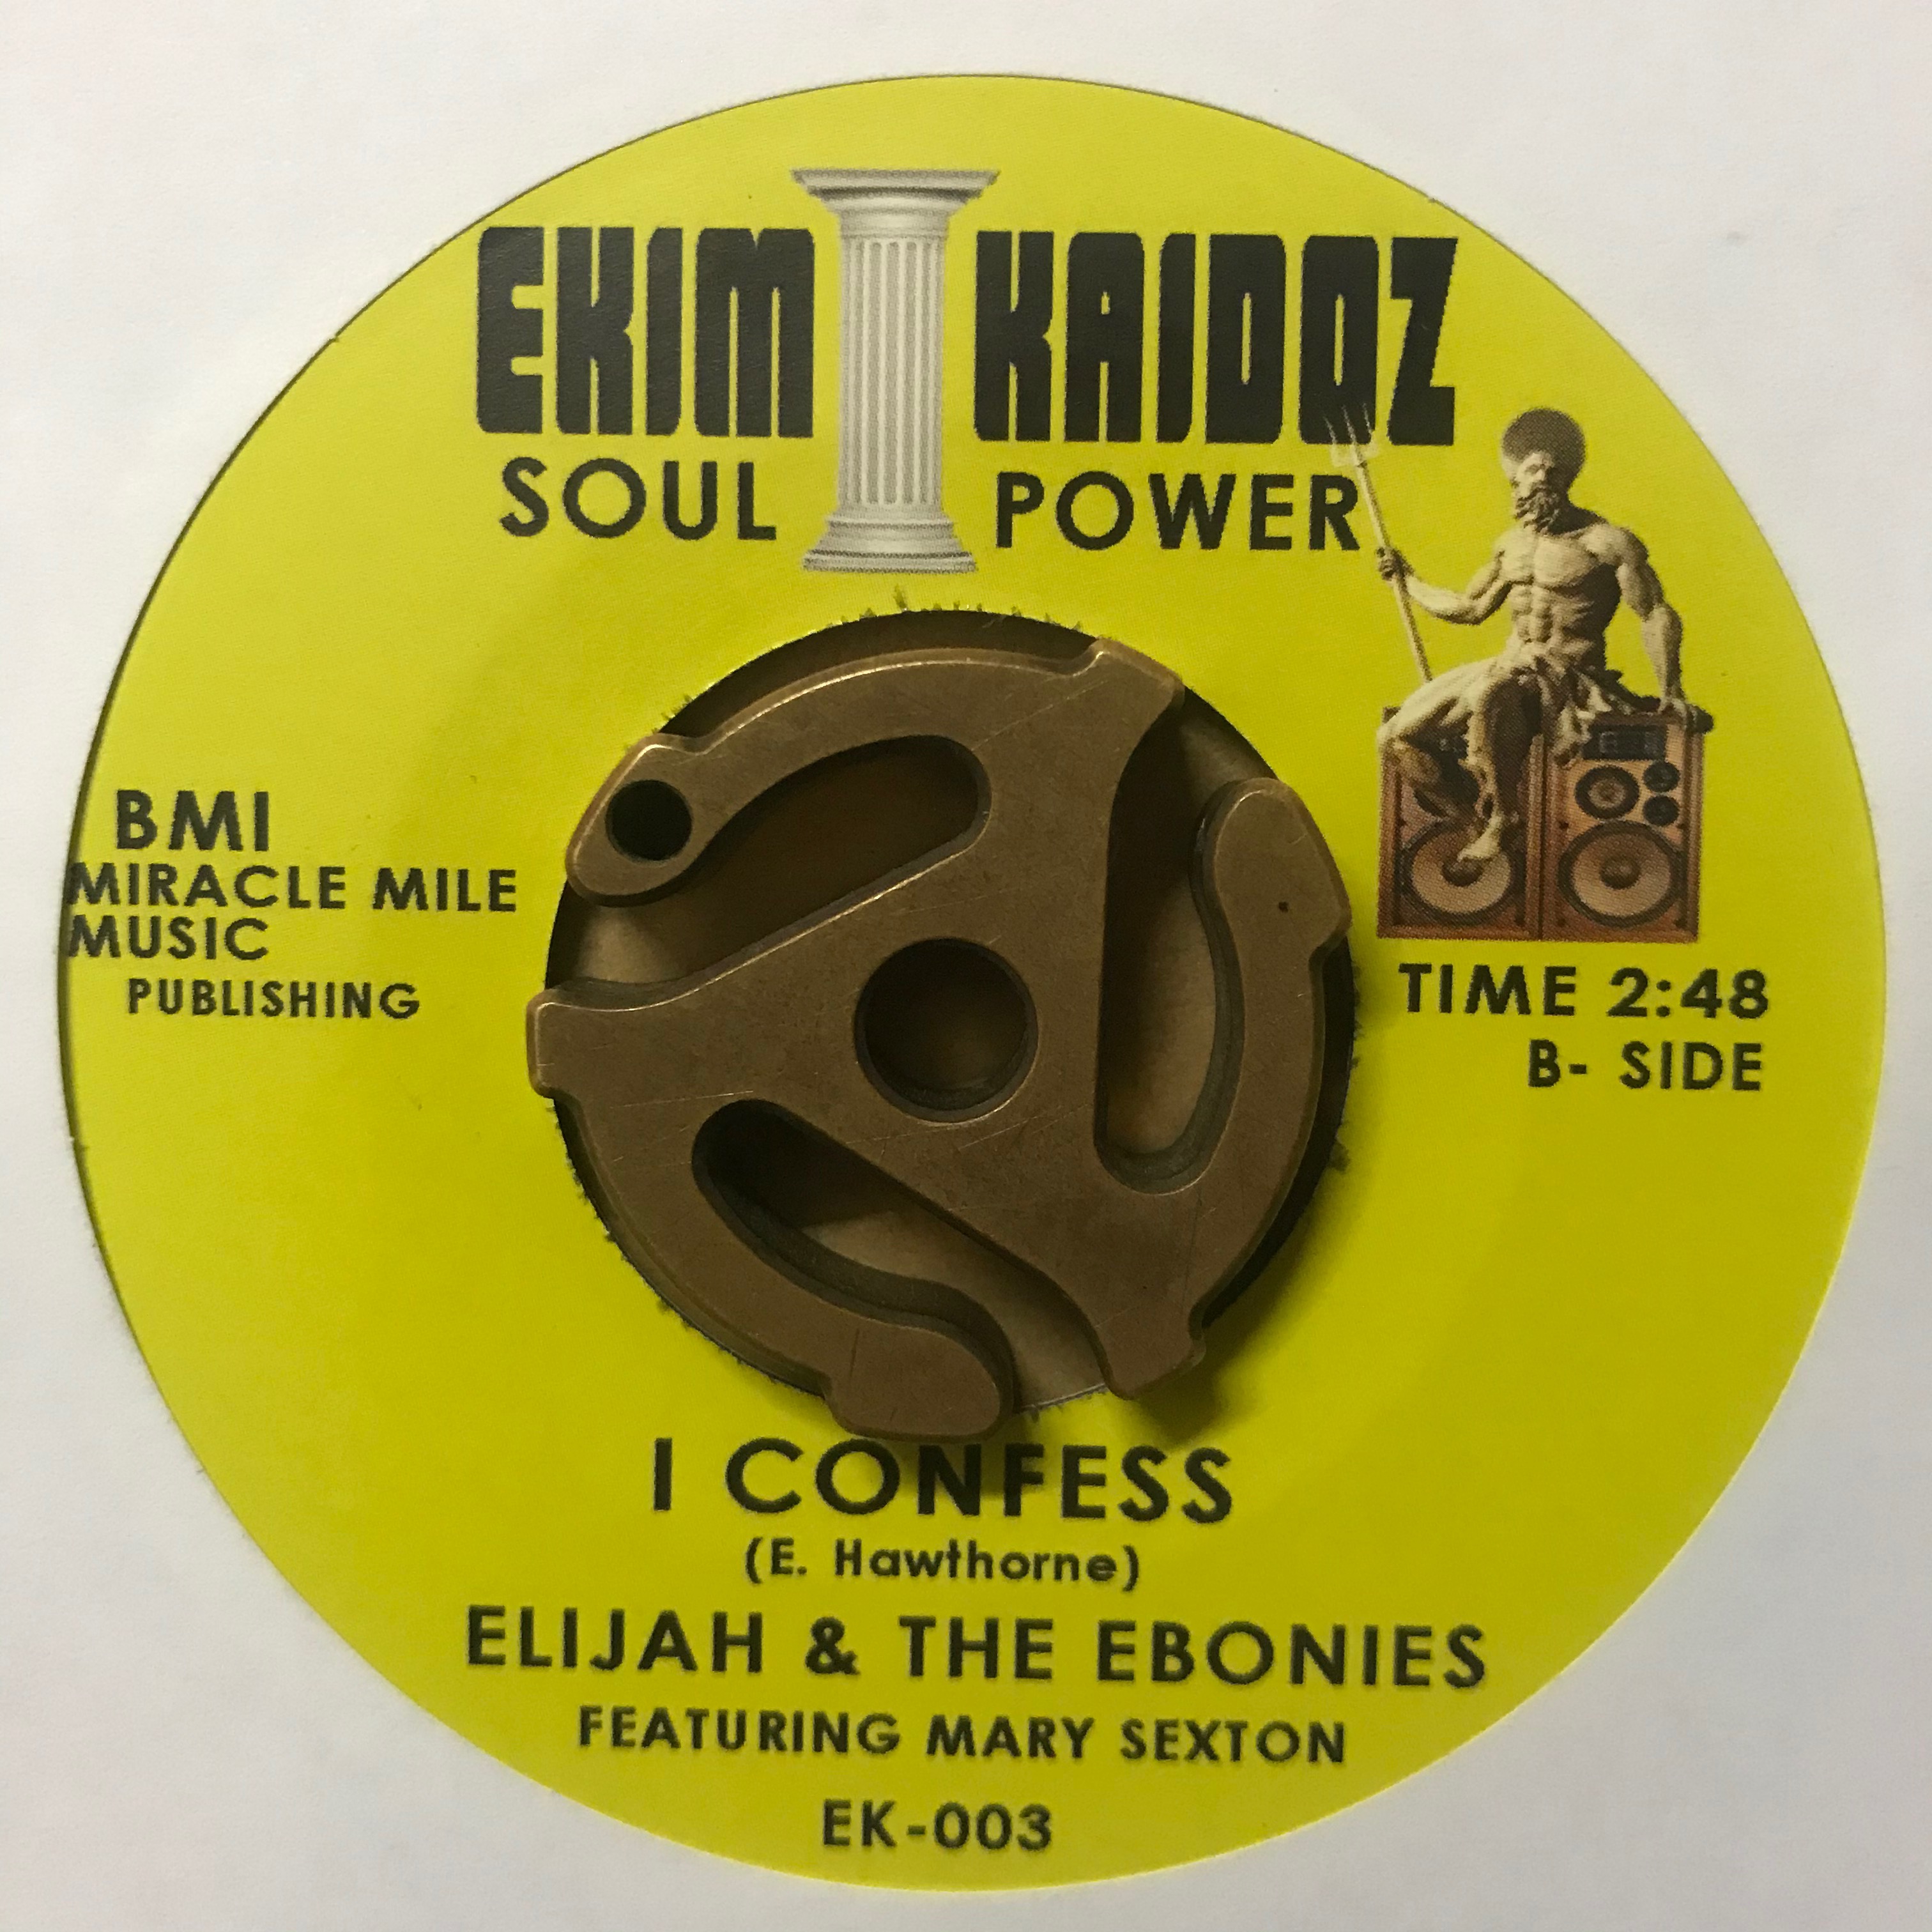 EKIM KAIDOZ
SOUL POWER
BMI
MIRACLE MILE
MUSIC
PUBLISHING
TIME 2:48
B- SIDE
I CONFESS
(E. Hawthorne)
ELIJAH & THE EBONIES
FEATURING MARY SEXTON
EK-003